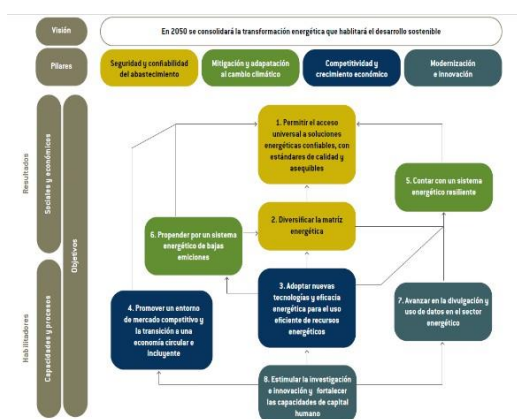 Visión
En 2050 se consolidará la transformación energética que habilitará el desarrollo sostenible
Pilares
Seguridad y confiabilidad
del abastecimiento
Mitigación y adapatación
al cambio climático
Competitividad y
crecimiento económico
Modernización
e innovación
Resultados
Sociales y económicos
Objetivos
Habilitadores
Capacidades y procesos
1. Permitir el acceso
universal a soluciones
energéticas confiables, con
estándares de calidad y
asequibles
5. Contar con un sistema
energético resiliente
2. Diversificar la matriz
energética
6. Propender por un sistema
energético de bajas
emiciones
3. Adoptar nuevas
tecnologías y eficacia
energética para el uso
eficiente de recursos
energéticos
4. Promover un entorno
de mercado competitivo y
la transición a una
economía circular e
incluyente
7. Avanzar en la divulgación y
uso de datos en el sector
energético
8. Estimular la investigación
e innovación y fortalecer
las capacidades de capital
humano